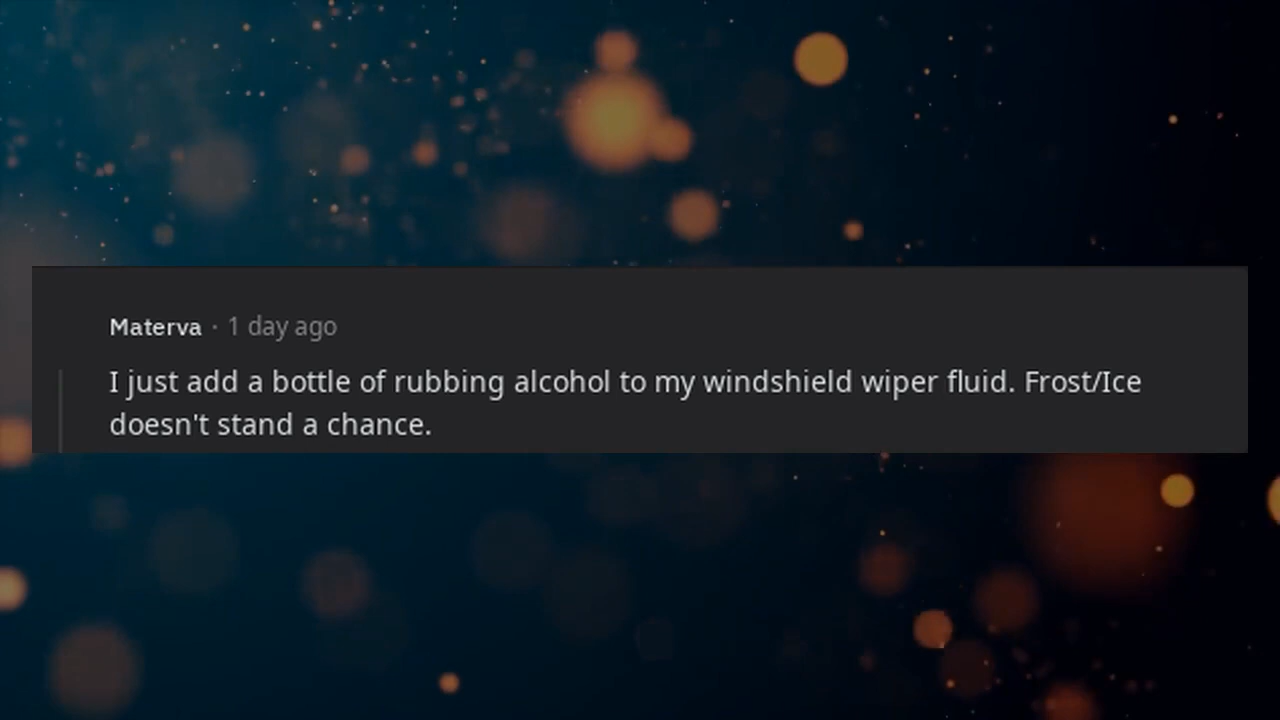 Materva · 1 day ago
I just add a bottle of rubbing alcohol to my windshield wiper fluid. Frost/Ice
doesn't stand a chance.